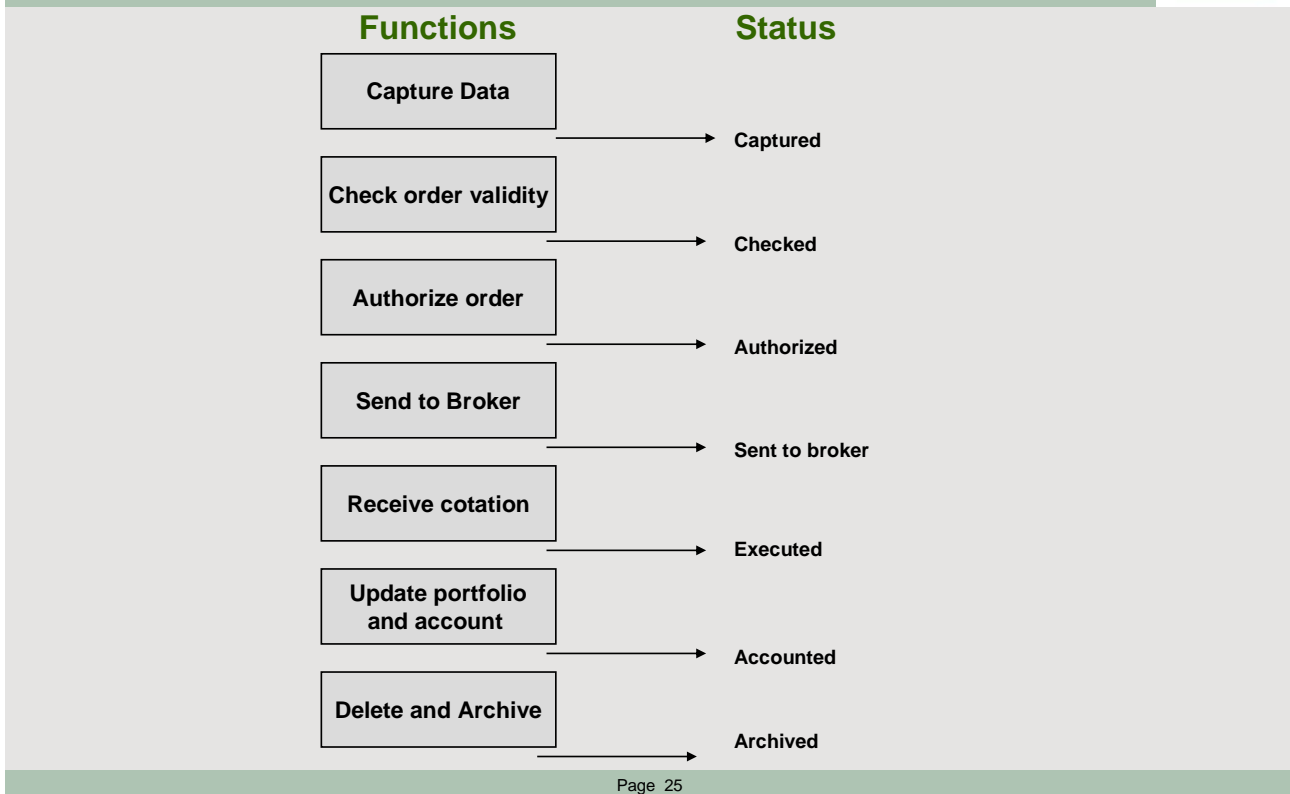 Functions
Status
Capture Data
Captured
Check order validity
Checked
Authorize order
Authorized
Send to Broker
Sent to broker
Receive cotation
Executed
Update portfolio
and account
Accounted
Delete and Archive
Archived
Page 25